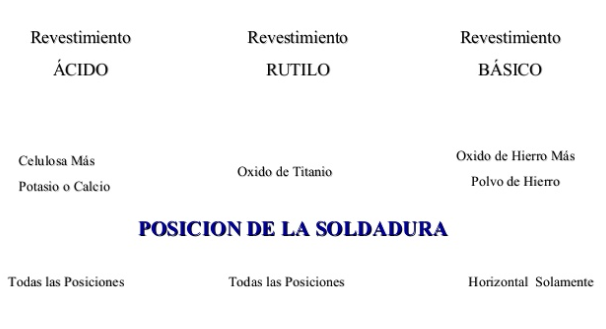 Revestimiento
ÁCIDO
Revestimiento
RUTILO
Revestimiento
BÁSICO
Celulosa Más
Potasio o Calcio
Oxido de Titanio
Oxido de Hierro Más
Polvo de Hierro
POSICION DE LA SOLDADURA
Todas las Posiciones
Todas las Posiciones
Horizontal Solamente